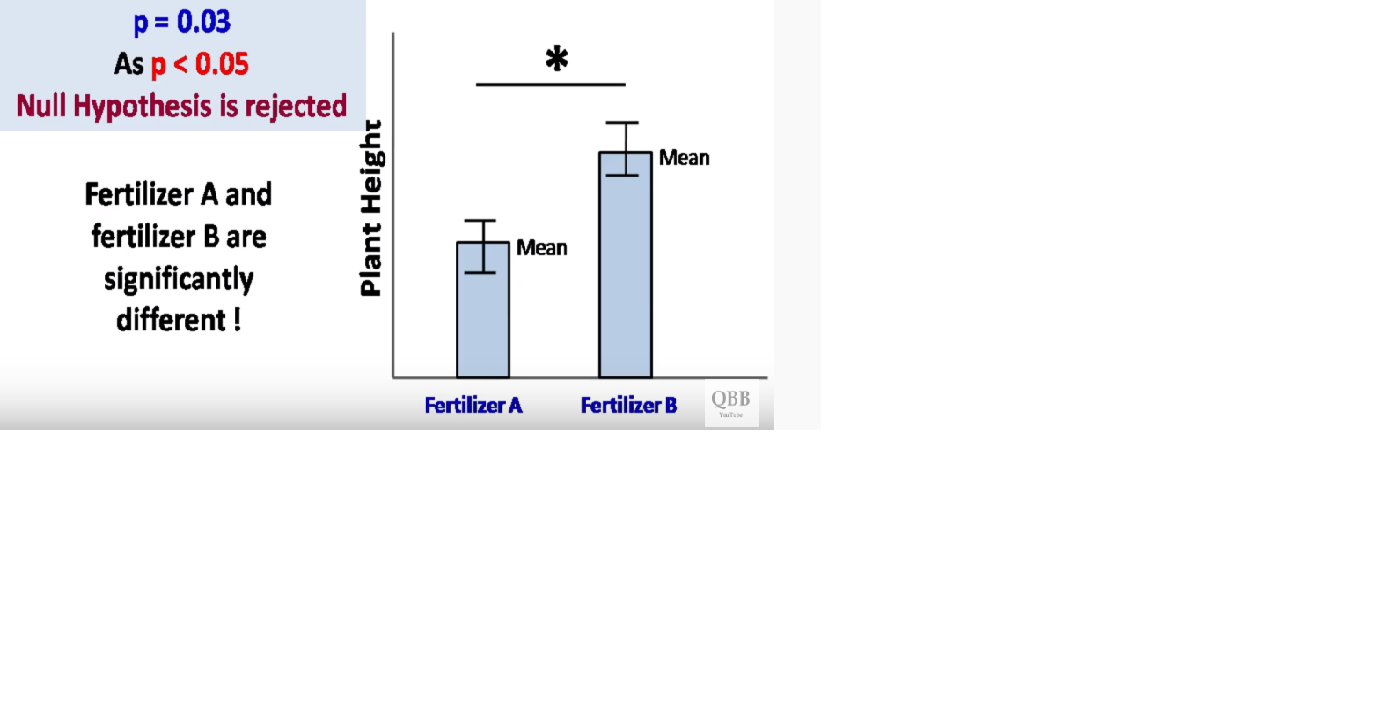 p = 0.03
As p < 0.05
Null Hypothesis is rejected
Fertilizer A and
fertilizer B are
significantly
different !
Plant Height
*
Mean
Mean
Fertilizer A
Fertilizer B
QBB
YouTube